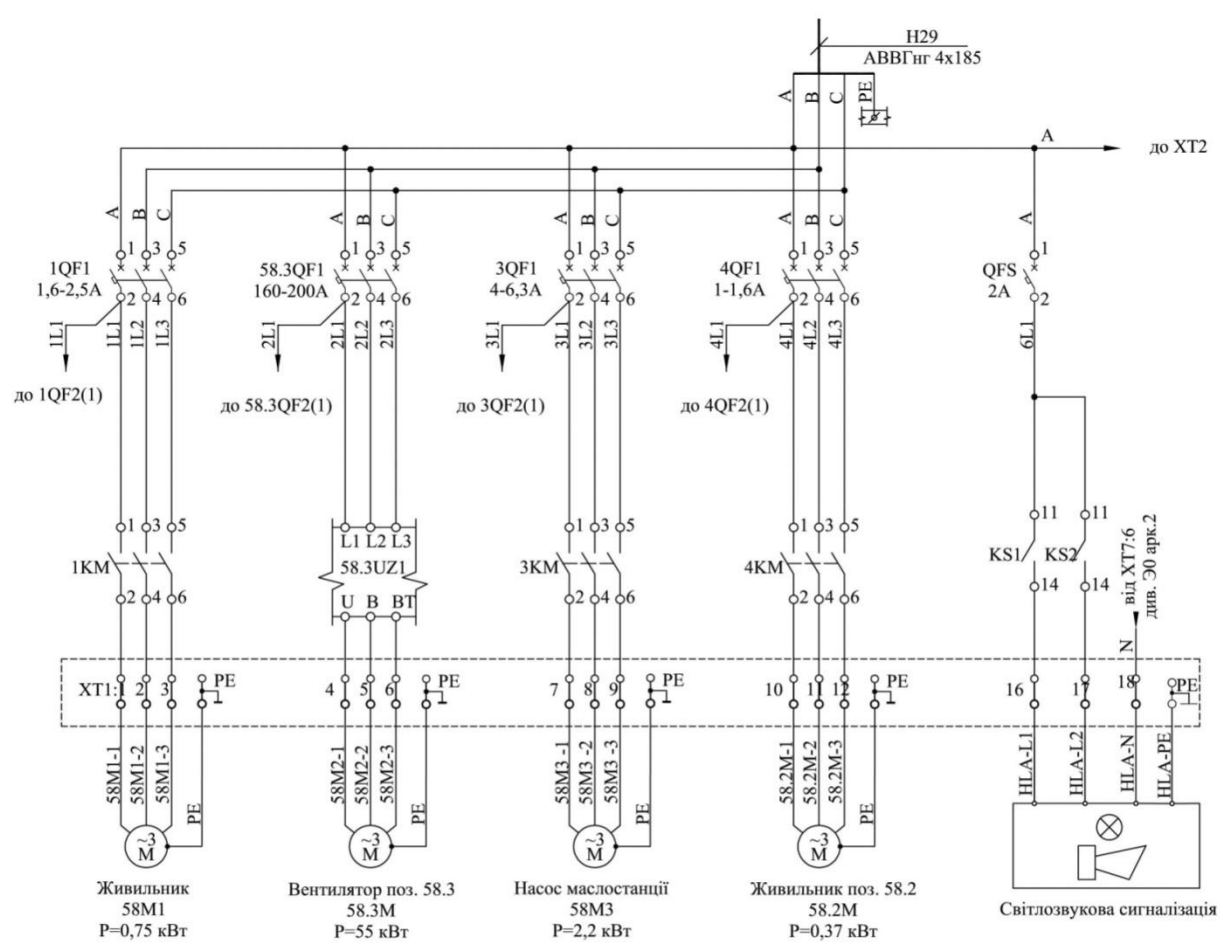 Н29
АВВГнг 4х185
A B C PE
A
до XT2
A B C A B C A B C A B C A
1 3 5 1 3 5 1 3 5 1 3 5 1
1QF1 58.3QF1 3QF1 4QF1 QFS
1,6-2,5А 160-200А 4-6,3А 1-1,6А 2А
2 4 6 2 4 6 2 4 6 2 4 6 2
1L1 1L1 1L2 1L3 2L1 2L1 2L2 2L3 3L1 3L1 3L2 3L3 4L1 4L1 4L2 4L3 6L1
до 1QF2(1) до 58.3QF2(1) до 3QF2(1) до 4QF2(1)
1 3 5 1 3 5 1 3 5 11 11
L1 L2 L3
1KM 58.3UZ1 3KM 4KM KS1 KS2
від XT7:6
див. Э0 арк.2
2 4 6 U B BT 2 4 6 2 4 6 14 14
N
XT1:1 2 3 PE 4 5 6 PE 7 8 9 PE 10 11 12 PE 16 17 18 PE
58M1-1 58M1-2 58M1-3 PE 58M2-1 58M2-2 58M2-3 PE 58M3 -1 58M3 -2 58M3 -3 PE 58.2M-1 58.2M-2 58.2M-3 PE HLA-L1 HLA-L2 HLA-N HLA-PE
~3 ~3 ~3 ~3
M M M M
Живильник Вентилятор поз. 58.3 Насос маслостанції Живильник поз. 58.2
58М1 58.3М 58М3 58.2М
Р=0,75 кВт Р=55 кВт Р=2,2 кВт Р=0,37 кВт
Світлозвукова сигналізація